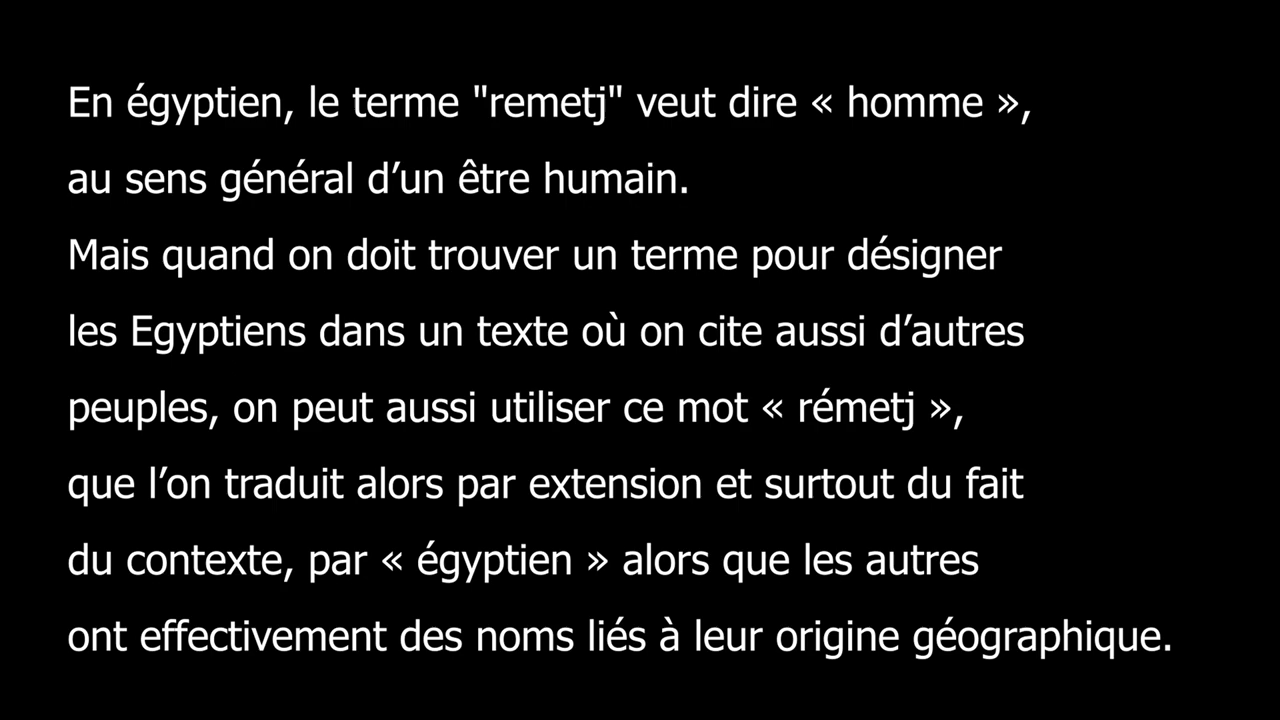 En égyptien, le terme "remetj" veut dire « homme »,
au sens général d’un être humain.
Mais quand on doit trouver un terme pour désigner
les Egyptiens dans un texte où on cite aussi d’autres
peuples, on peut aussi utiliser ce mot « rémetj »,
que l’on traduit alors par extension et surtout du fait
du contexte, par « égyptien » alors que les autres
ont effectivement des noms liés à leur origine géographique.